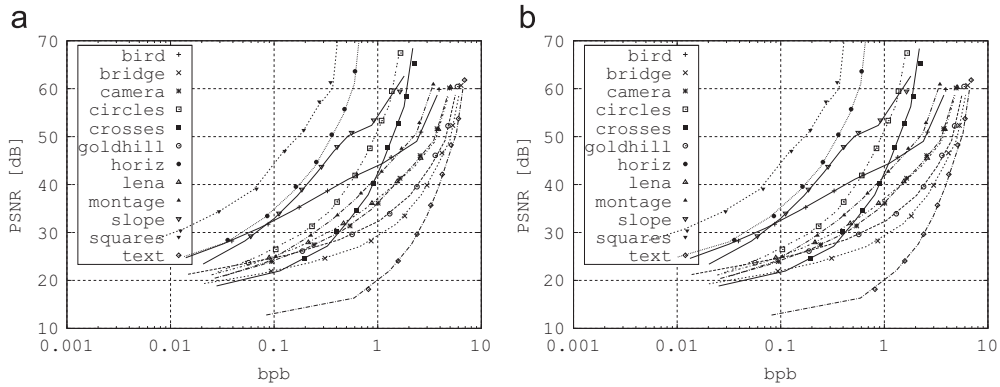 a
70
60
50
40
30
20
10
PSNR [dB]
bird
bridge
camera
circles
crosses
goldhill
horiz
lena
montage
slope
squares
text
0.001
0.01
0.1
1
10
bpb
b
70
60
50
40
30
20
10
PSNR [dB]
bird
bridge
camera
circles
crosses
goldhill
horiz
lena
montage
slope
squares
text
0.001
0.01
0.1
1
10
bpb